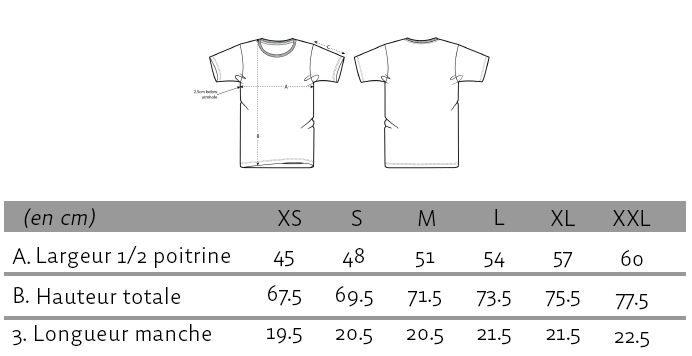 C
2,5cm below
armhole
A
B
(en cm) XS S M L XL XXL
A. Largeur 1/2 poitrine 45 48 51 54 57 60
B. Hauteur totale 67.5 69.5 71.5 73.5 75.5 77.5
3. Longueur manche 19.5 20.5 20.5 21.5 21.5 22.5